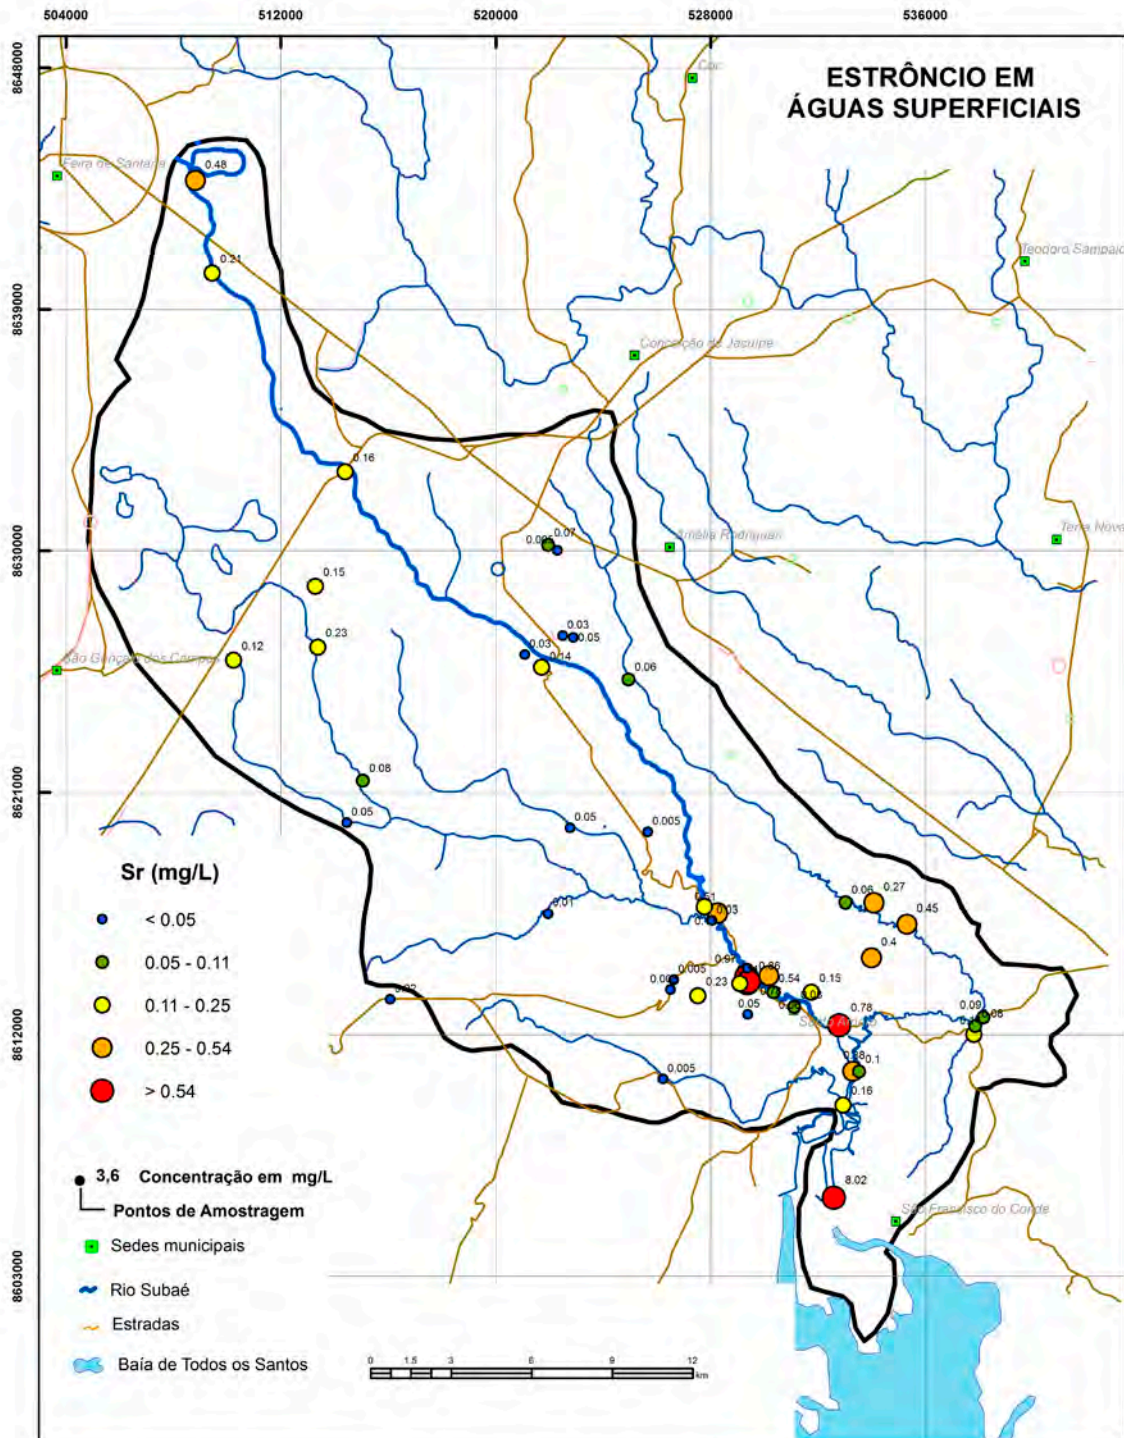 504000
512000
520000
528000
536000
8648000
8639000
8630000
8621000
8612000
8603000
ESTRÔNCIO EM
ÁGUAS SUPERFICIAIS
Feira de Santana
Teodoro Sampaio
Conceição do Jacuípe
Amélia Rodrigues
Terra Nova
São Gonçalo dos Campos
São Francisco do Conde
0.48
0.21
0.16
0.07
0.15
0.23
0.03
0.05
0.03
0.14
0.12
0.06
0.08
0.05
0.05
0.005
0.01
0.03
0.06
0.27
0.45
0.4
0.005
0.23
0.54
0.15
0.05
0.78
0.09
0.08
0.02
0.1
0.005
0.16
8.02
Sr (mg/L)
< 0.05
0.05 - 0.11
0.11 - 0.25
0.25 - 0.54
> 0.54
3,6 Concentração em mg/L
Pontos de Amostragem
Sedes municipais
Rio Subaé
Estradas
Baía de Todos os Santos
0 1.5 3 6 9 12
km